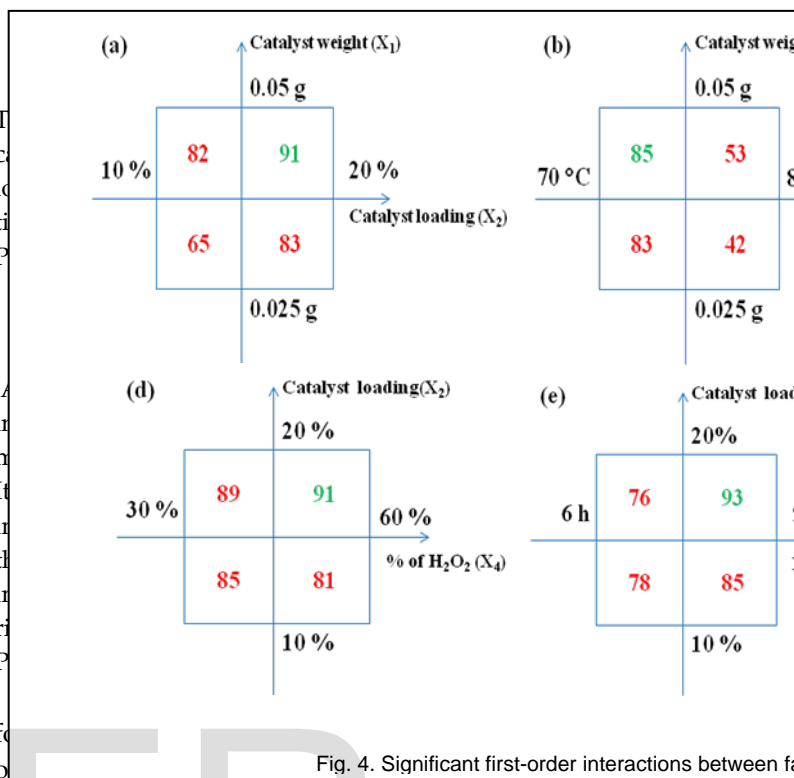 (a)
Catalyst weight (X₁)
0.05 g
82
91
10 %
20 %
Catalyst loading (X₂)
65
83
0.025 g
(b)
Catalyst
0.05 g
85
53
70 °C
83
42
0.025 g
(d)
Catalyst loading(X₂)
20 %
89
91
30 %
60 %
% of H₂O₂ (X₄)
85
81
10 %
(e)
Catalyst
20%
76
93
6 h
78
85
10 %
Fig. 4. Significant first-order interactions between